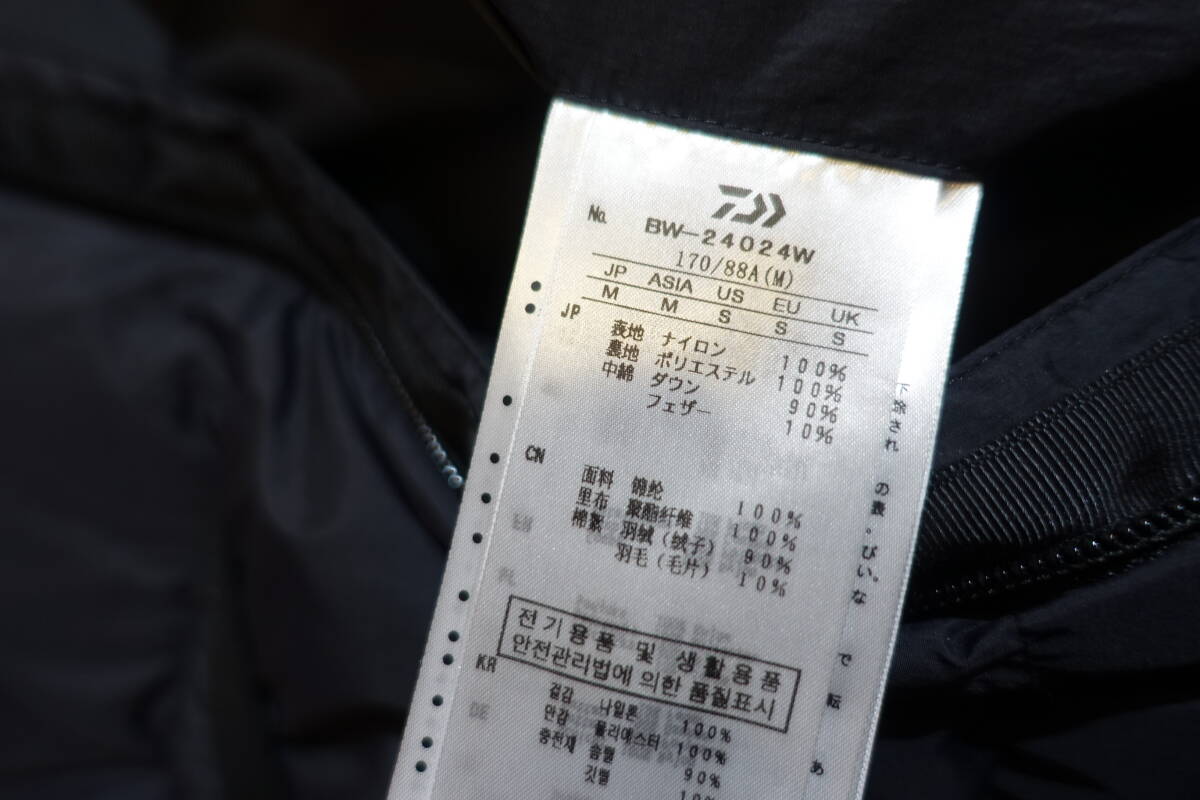 No. BW-24024W
170/88A(M)
JP ASIA US EU UK
M M S S S
JP
表地 ナイロン 100%
裏地 ポリエステル 100%
中綿 ダウン 90%
フェザー 10%
CN
面料 锦纶 100%
里布 聚酯纤维 100%
棉絮 羽绒（绒子） 90%
羽毛（毛片） 10%
전기용품 및 생활용품
안전관리법에 의한 품질표시
KR
겉감 나일론 100%
안감 폴리에스터 100%
충전재 솜털 90%
깃털 10%